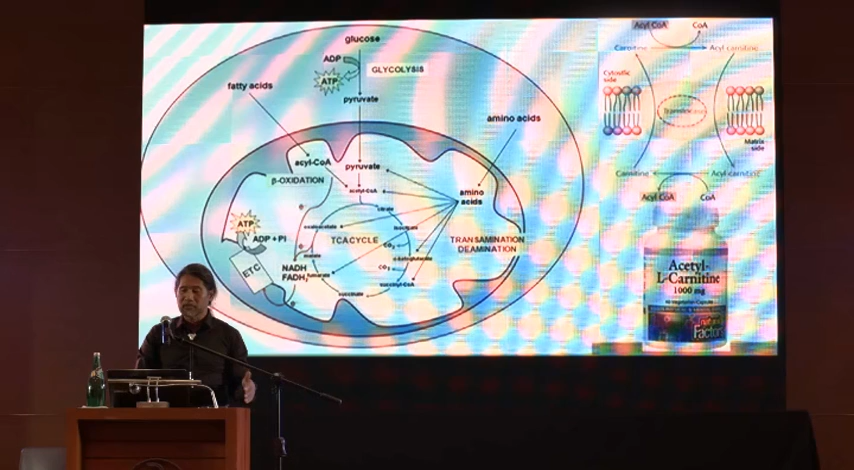 glucose
ADP
ATP
GLYCOLYSIS
fatty acids
pyruvate
amino acids
acyl-CoA
pyruvate
β-OXIDATION
acetyl-CoA
amino
acids
citrate
ATP
ADP + Pi
oxaloacetate
isocitrate
TCA CYCLE
TRANSAMINATION
DEAMINATION
CO₂
malate
α-ketoglutarate
ETC
NADH
FADH₂
fumarate
CO₂
succinyl-CoA
succinate
e⁻
e⁻
e⁻
Acyl CoA
CoA
Carnitine
Acyl-carnitine
Cytosolic
side
Matrix
side
Carnitine
Acyl-carnitine
Acyl CoA
CoA
Acetyl-
L-Carnitine
1000 mg
natural
Factors